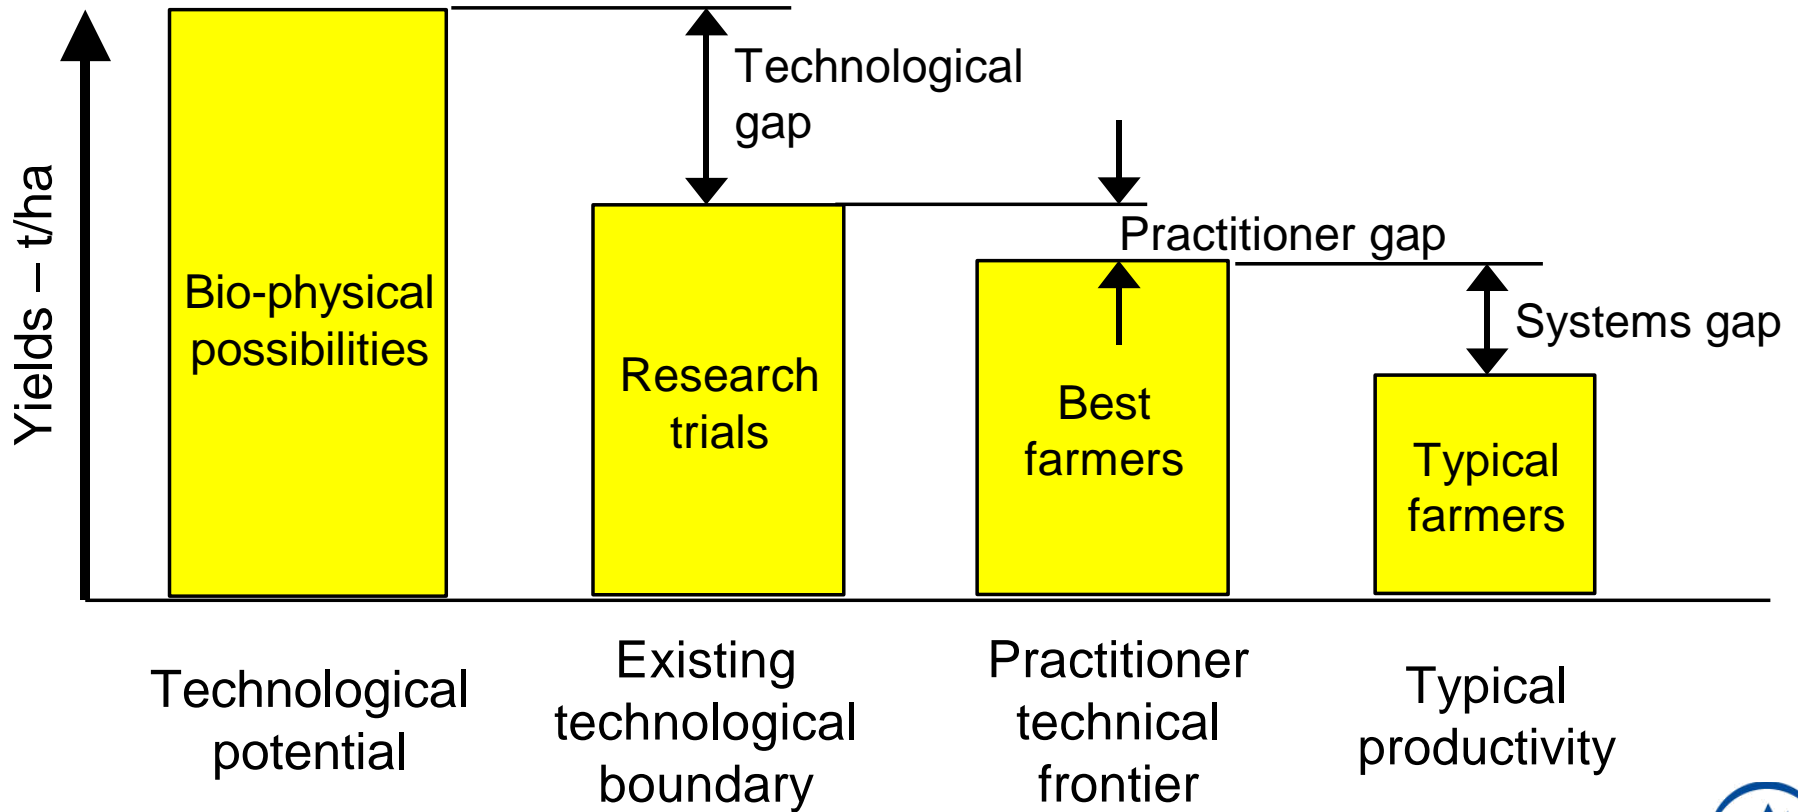 Yields – t/ha
Technological
gap
Practitioner gap
Systems gap
Bio-physical
possibilities
Research
trials
Best
farmers
Typical
farmers
Technological
potential
Existing
technological
boundary
Practitioner
technical
frontier
Typical
productivity